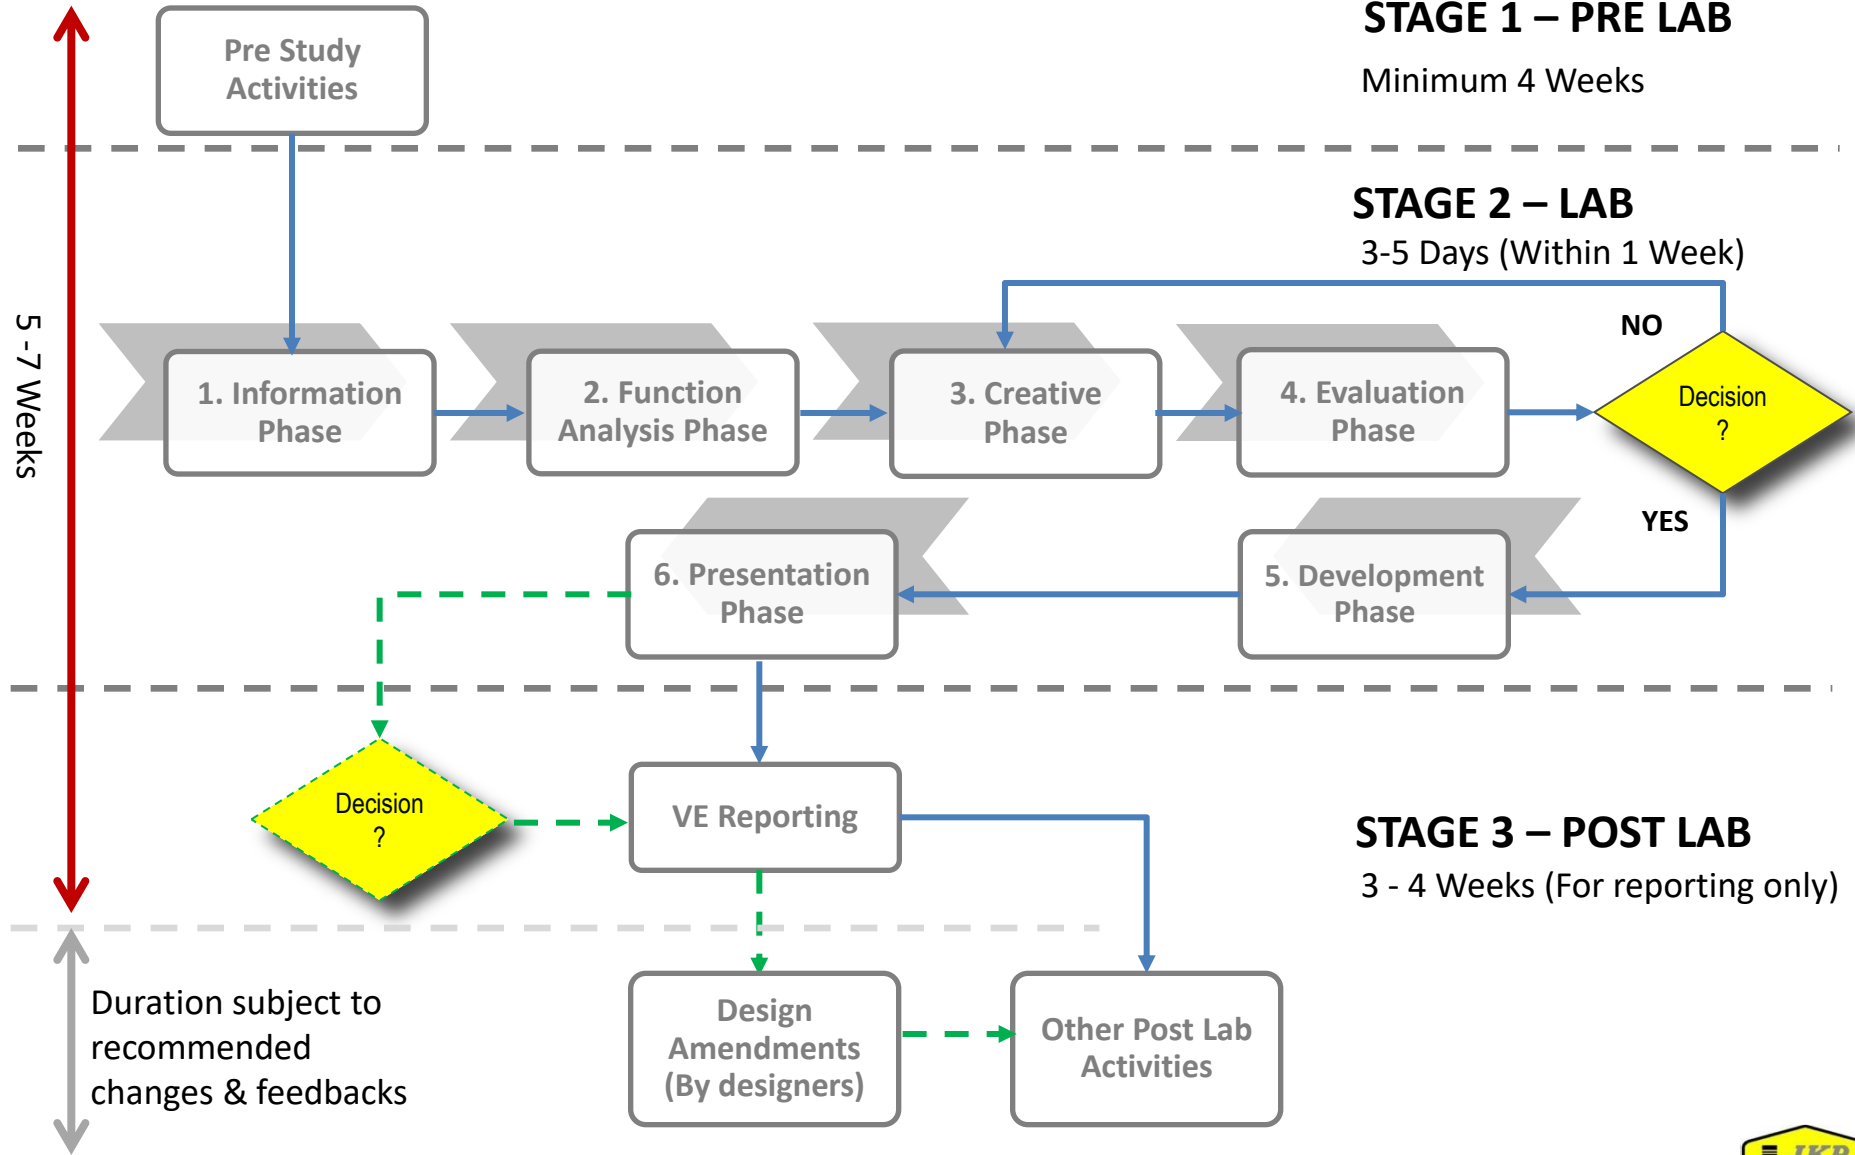 STAGE 1 – PRE LAB
Minimum 4 Weeks
Pre Study
Activities
STAGE 2 – LAB
3-5 Days (Within 1 Week)
5 -7 Weeks
NO
1. Information
Phase
2. Function
Analysis Phase
3. Creative
Phase
4. Evaluation
Phase
Decision
?
YES
6. Presentation
Phase
5. Development
Phase
Decision
?
VE Reporting
STAGE 3 – POST LAB
3 - 4 Weeks (For reporting only)
Duration subject to
recommended
changes & feedbacks
Design
Amendments
(By designers)
Other Post Lab
Activities